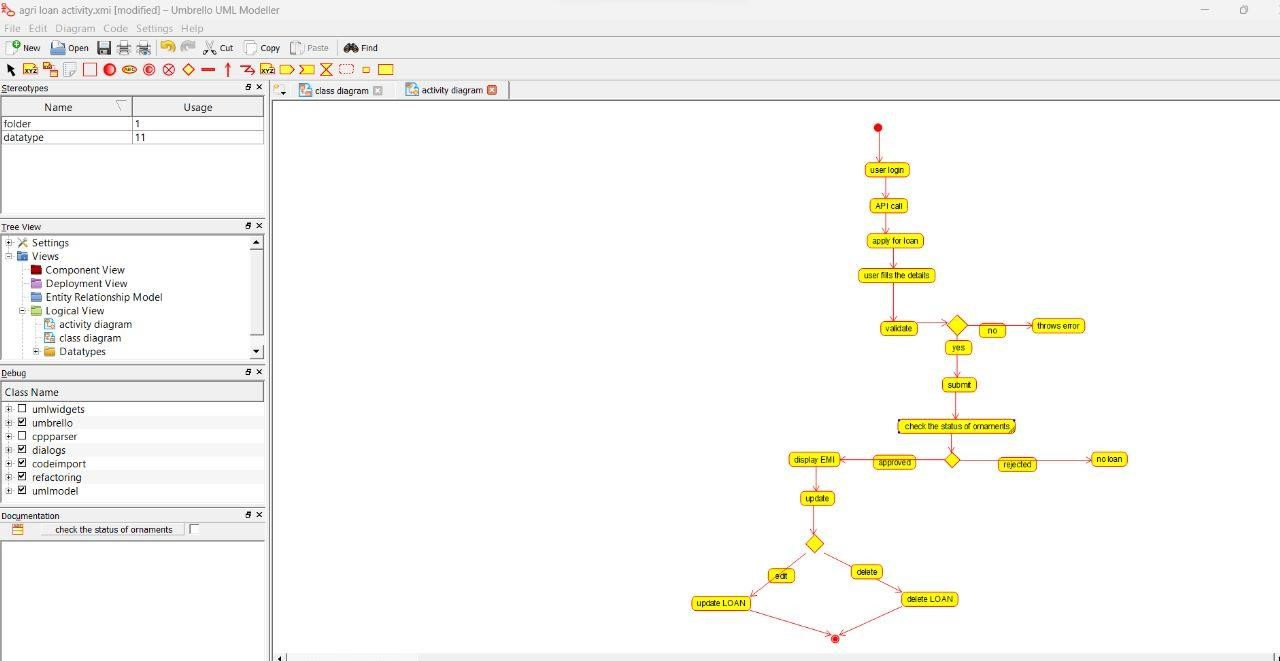 agri loan activity.xmi [modified] – Umbrello UML Modeller
File Edit Diagram Code Settings Help
New Open Cut Copy Paste Find
XYZ ABC XYZ
Stereotypes
class diagram activity diagram
Name Usage
folder 1
datatype 11
Tree View
Settings
Views
Component View
Deployment View
Entity Relationship Model
Logical View
activity diagram
class diagram
Datatypes
Debug
Class Name
umlwidgets
umbrello
cppparser
dialogs
codeimport
refactoring
umlmodel
Documentation
check the status of ornaments
user login
API call
apply for loan
user fills the details
validate
no
throws error
yes
submit
check the status of ornaments
display EMI
approved
rejected
no loan
update
edit
delete
update LOAN
delete LOAN